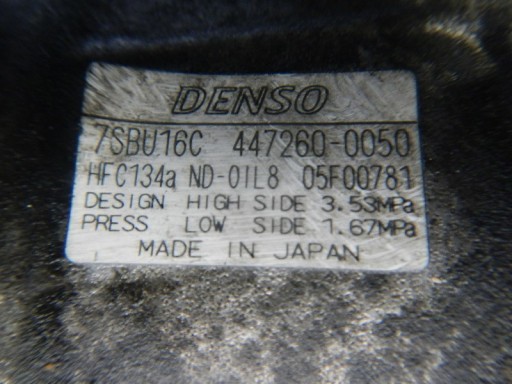 DENSO
7SBU16C 447260-0050
HFC134a ND-OIL8 05F00781
DESIGN HIGH SIDE 3.53MPa
PRESS LOW SIDE 1.67MPa
MADE IN JAPAN